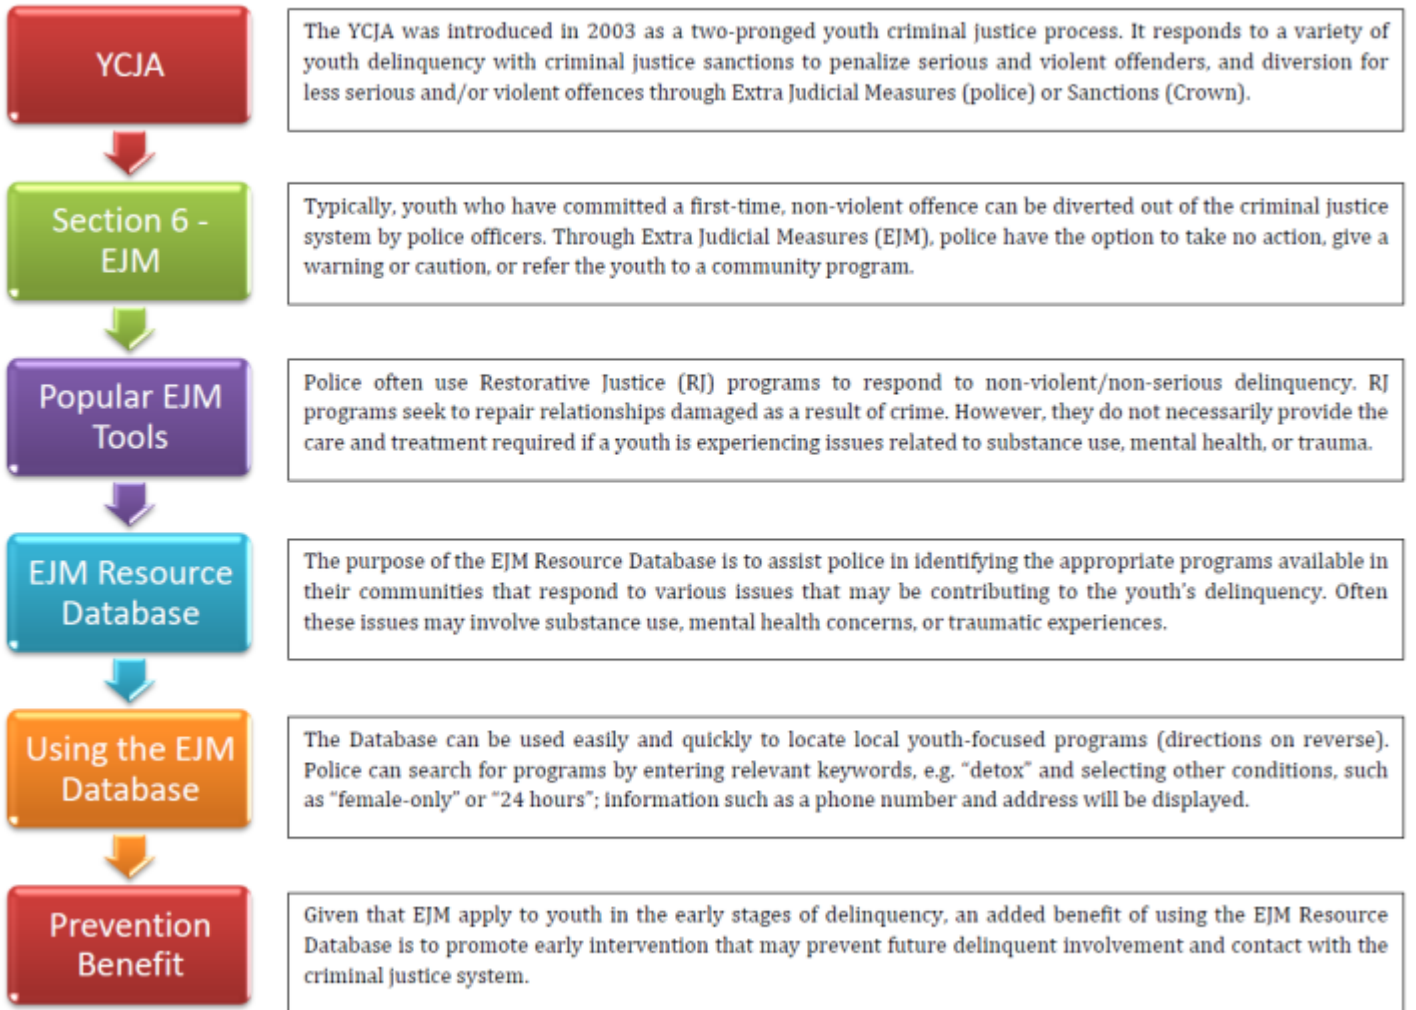 YCJA
The YCJA was introduced in 2003 as a two-pronged youth criminal justice process. It responds to a variety of
youth delinquency with criminal justice sanctions to penalize serious and violent offenders, and diversion for
less serious and/or violent offences through Extra Judicial Measures (police) or Sanctions (Crown).
Section 6 -
EJM
Typically, youth who have committed a first-time, non-violent offence can be diverted out of the criminal justice
system by police officers. Through Extra Judicial Measures (EJM), police have the option to take no action, give a
warning or caution, or refer the youth to a community program.
Popular EJM
Tools
Police often use Restorative Justice (RJ) programs to respond to non-violent/non-serious delinquency. RJ
programs seek to repair relationships damaged as a result of crime. However, they do not necessarily provide the
care and treatment required if a youth is experiencing issues related to substance use, mental health, or trauma.
EJM Resource
Database
The purpose of the EJM Resource Database is to assist police in identifying the appropriate programs available in
their communities that respond to various issues that may be contributing to the youth's delinquency. Often
these issues may involve substance use, mental health concerns, or traumatic experiences.
Using the EJM
Database
The Database can be used easily and quickly to locate local youth-focused programs (directions on reverse).
Police can search for programs by entering relevant keywords, e.g. "detox" and selecting other conditions, such
as "female-only" or "24 hours"; information such as a phone number and address will be displayed.
Prevention
Benefit
Given that EJM apply to youth in the early stages of delinquency, an added benefit of using the EJM Resource
Database is to promote early intervention that may prevent future delinquent involvement and contact with the
criminal justice system.